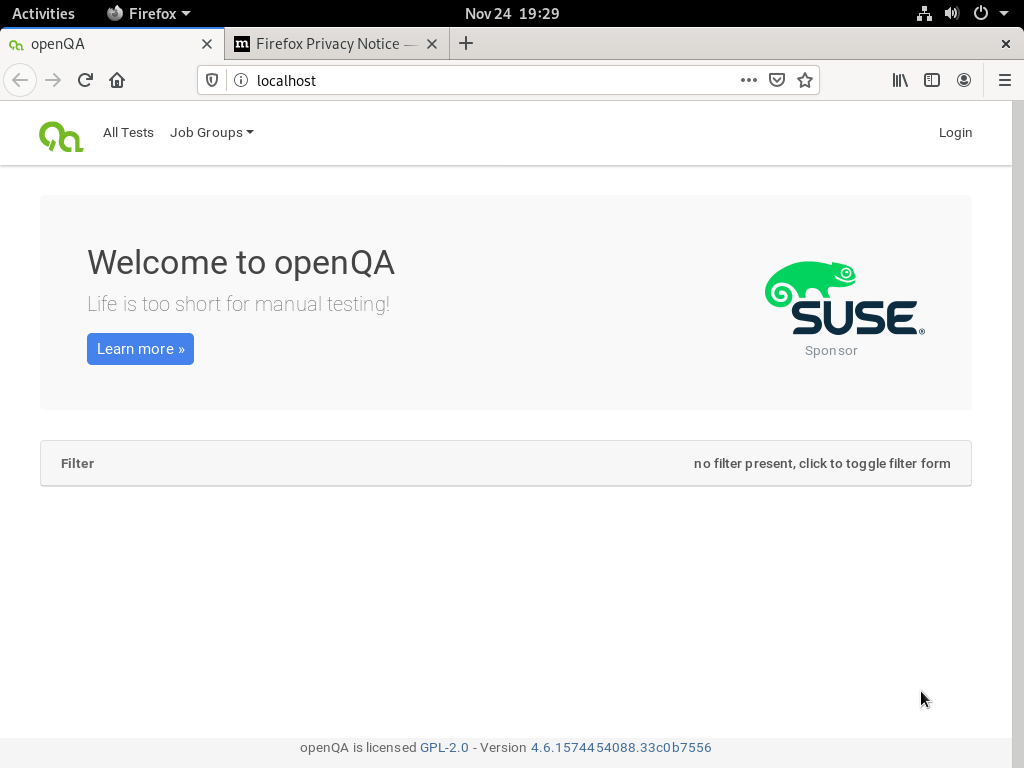 Activities Firefox Nov 24 19:29
openQA Firefox Privacy Notice —
localhost
All Tests Job Groups Login
Welcome to openQA
Life is too short for manual testing!
Learn more »
SUSE®
Sponsor
Filter no filter present, click to toggle filter form
openQA is licensed GPL-2.0 - Version 4.6.1574454088.33c0b7556